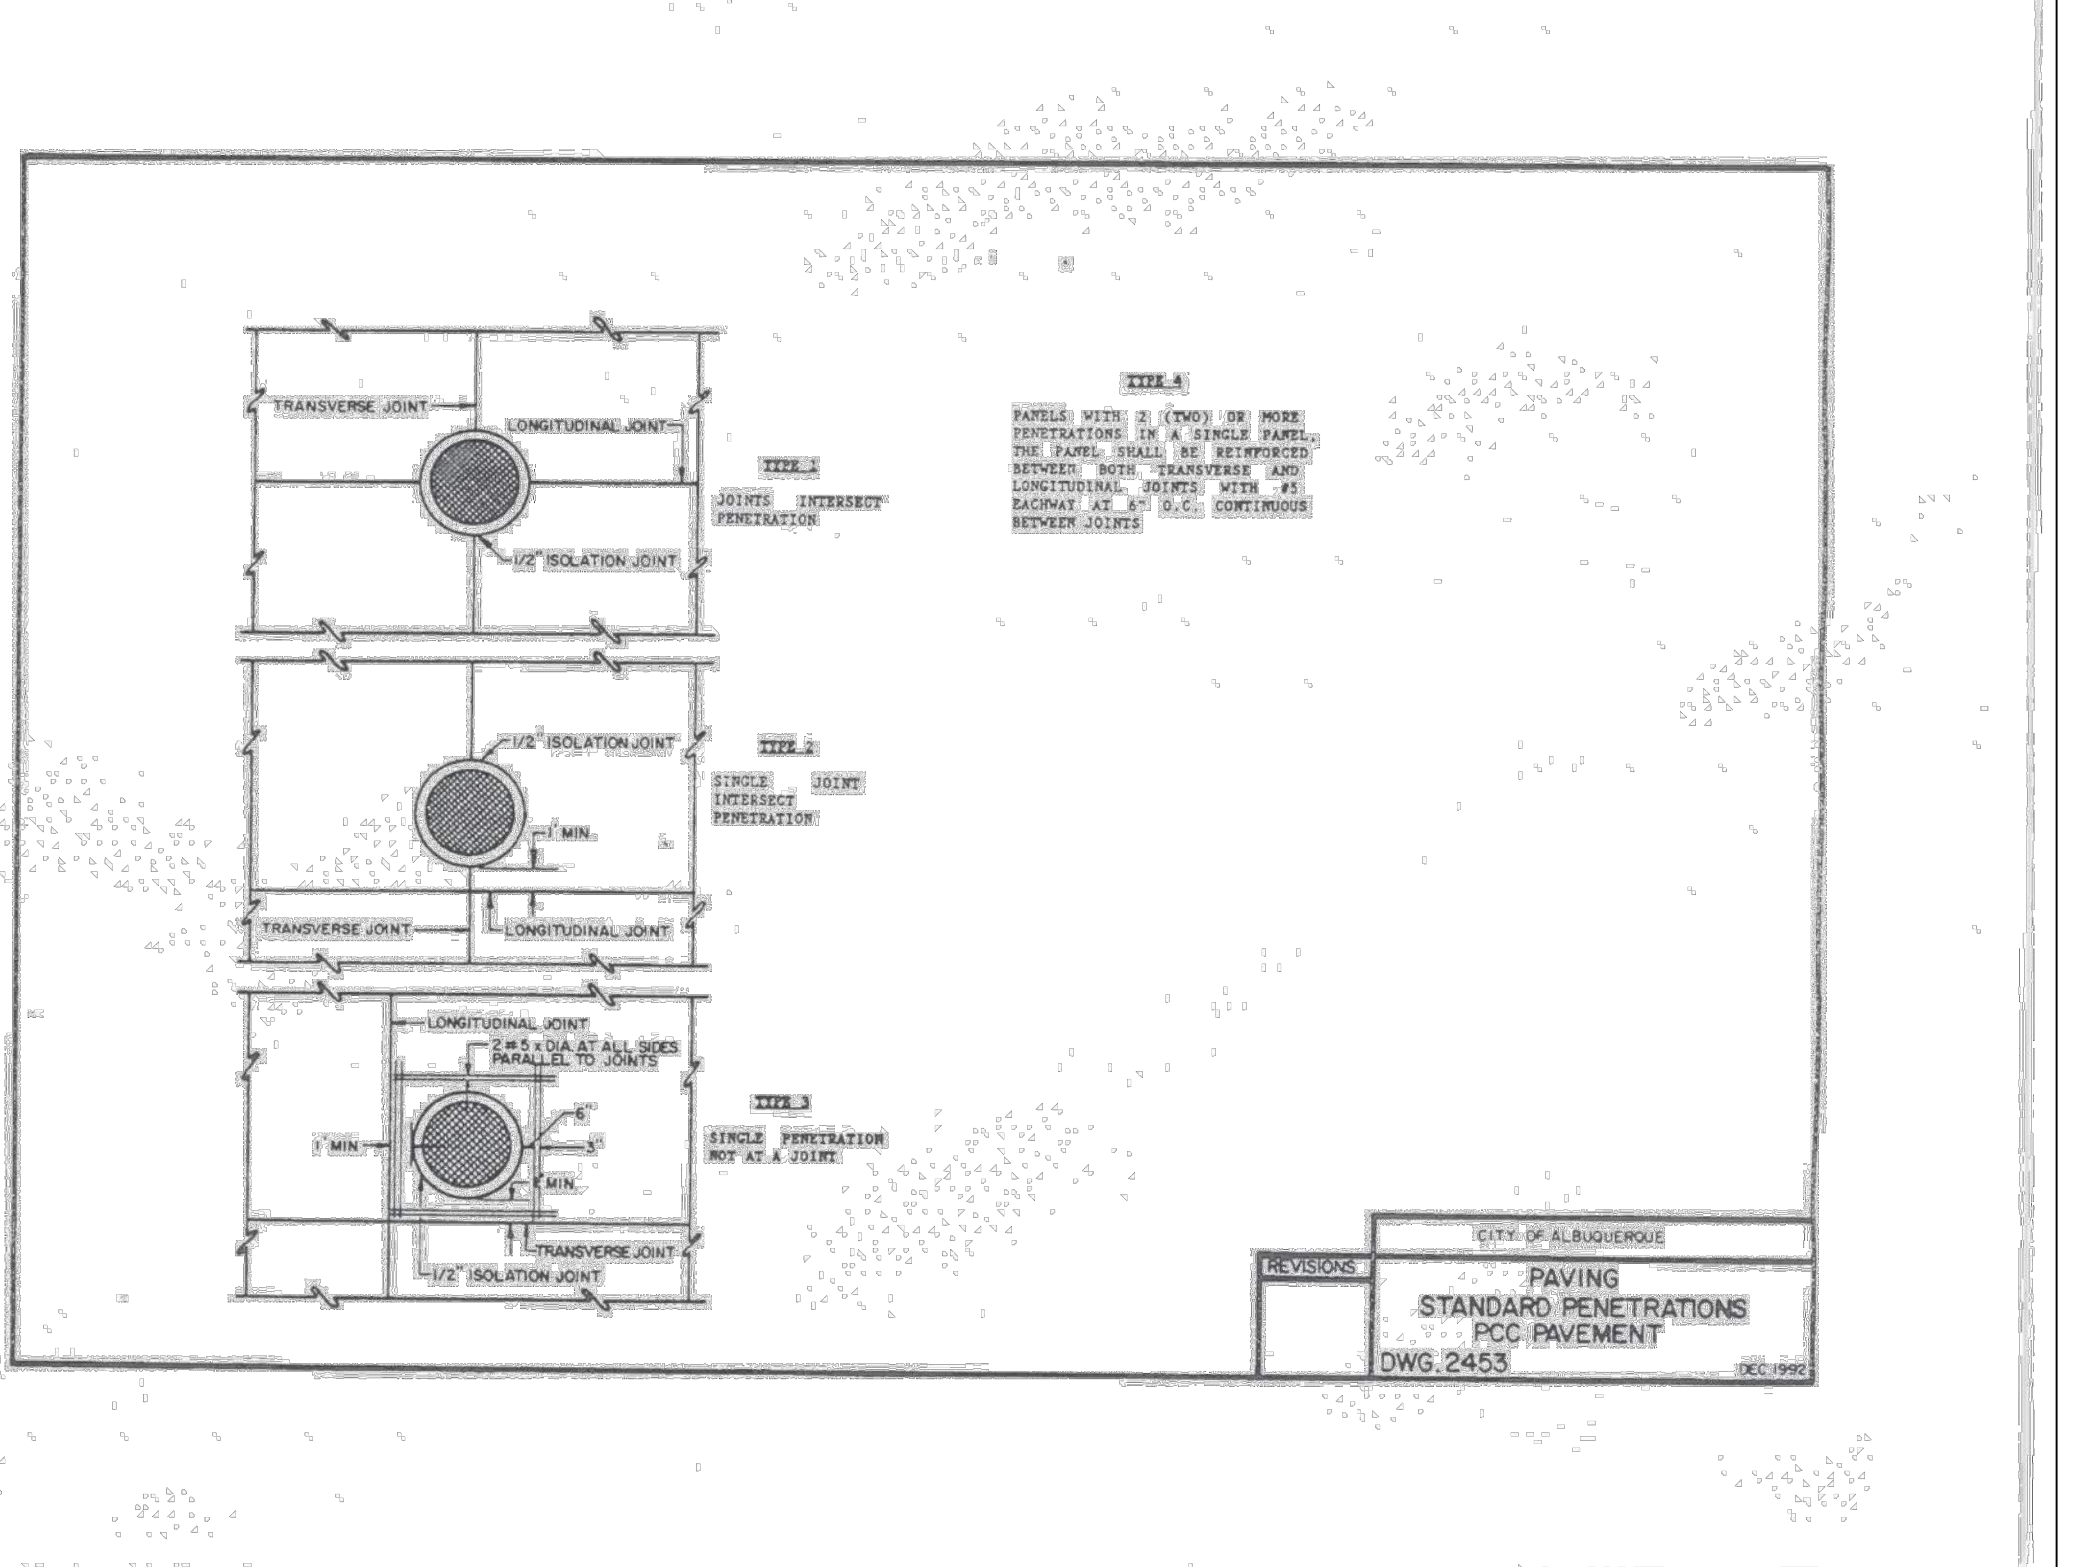 TRANSVERSE JOINT
LONGITUDINAL JOINT
1/2" ISOLATION JOINT
TYPE 1
JOINTS INTERSECT
PENETRATION
TYPE 4
PANELS WITH 2 (TWO) OR MORE
PENETRATIONS IN A SINGLE PANEL.
THE PANEL SHALL BE REINFORCED
BETWEEN BOTH TRANSVERSE AND
LONGITUDINAL JOINTS WITH #5
EACHWAY AT 6" O.C. CONTINUOUS
BETWEEN JOINTS
1/2" ISOLATION JOINT
1' MIN.
TRANSVERSE JOINT
LONGITUDINAL JOINT
TYPE 2
SINGLE JOINT
INTERSECT
PENETRATION
LONGITUDINAL JOINT
2 #5 x DIA. AT ALL SIDES
PARALLEL TO JOINTS
6"
1' MIN
3"
1' MIN.
TRANSVERSE JOINT
1/2" ISOLATION JOINT
TYPE 3
SINGLE PENETRATION
NOT AT A JOINT
CITY OF ALBUQUERQUE
REVISIONS
PAVING
STANDARD PENETRATIONS
PCC PAVEMENT
DWG. 2453
DEC 1992